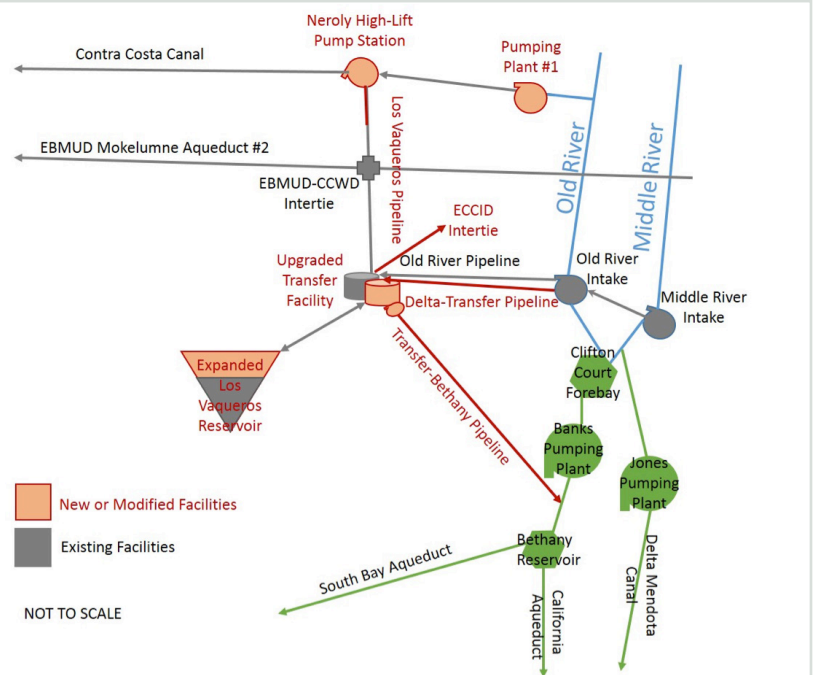 Neroly High-Lift
Pump Station
Contra Costa Canal
Pumping
Plant #1
Los Vaqueros Pipeline
Old River
Middle River
EBMUD Mokelumne Aqueduct #2
EBMUD-CCWD
Intertie
ECCID
Intertie
Upgraded
Transfer
Facility
Old River Pipeline
Old River
Intake
Delta-Transfer Pipeline
Middle River
Intake
Transfer-Bethany Pipeline
Expanded
Los
Vaqueros
Reservoir
Clifton
Court
Forebay
Banks
Pumping
Plant
Jones
Pumping
Plant
New or Modified Facilities
Existing Facilities
Bethany
Reservoir
South Bay Aqueduct
California
Aqueduct
Delta Mendota
Canal
NOT TO SCALE